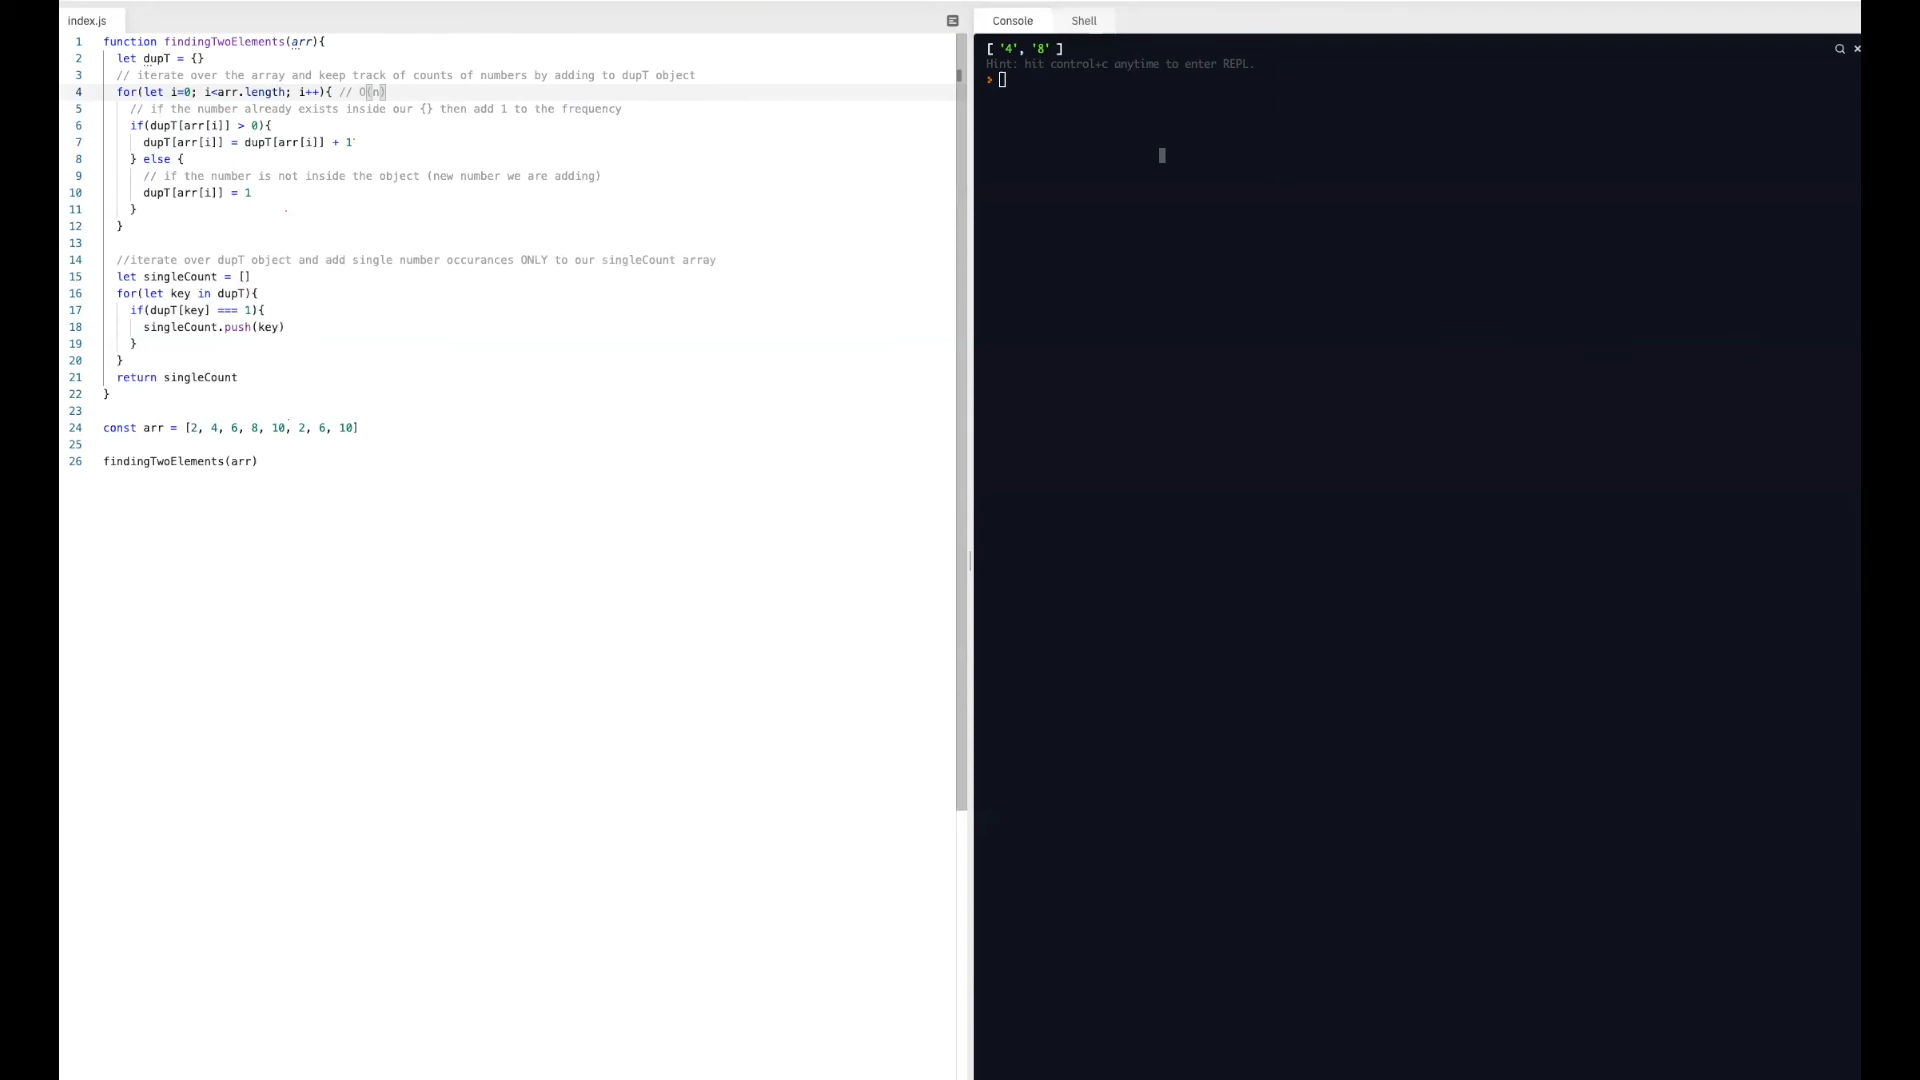 index.js
1 function findingTwoElements(arr){
2 let dupT = {}
3 // iterate over the array and keep track of counts of numbers by adding to dupT object
4 for(let i=0; i<arr.length; i++){ // O(n)
5 // if the number already exists inside our {} then add 1 to the frequency
6 if(dupT[arr[i]] > 0){
7 dupT[arr[i]] = dupT[arr[i]] + 1
8 } else {
9 // if the number is not inside the object (new number we are adding)
10 dupT[arr[i]] = 1
11 }
12 }
13
14 //iterate over dupT object and add single number occurances ONLY to our singleCount array
15 let singleCount = []
16 for(let key in dupT){
17 if(dupT[key] === 1){
18 singleCount.push(key)
19 }
20 }
21 return singleCount
22 }
23
24 const arr = [2, 4, 6, 8, 10, 2, 6, 10]
25
26 findingTwoElements(arr)
Console Shell
[ '4', '8' ]
Hint: hit control+c anytime to enter REPL.
>